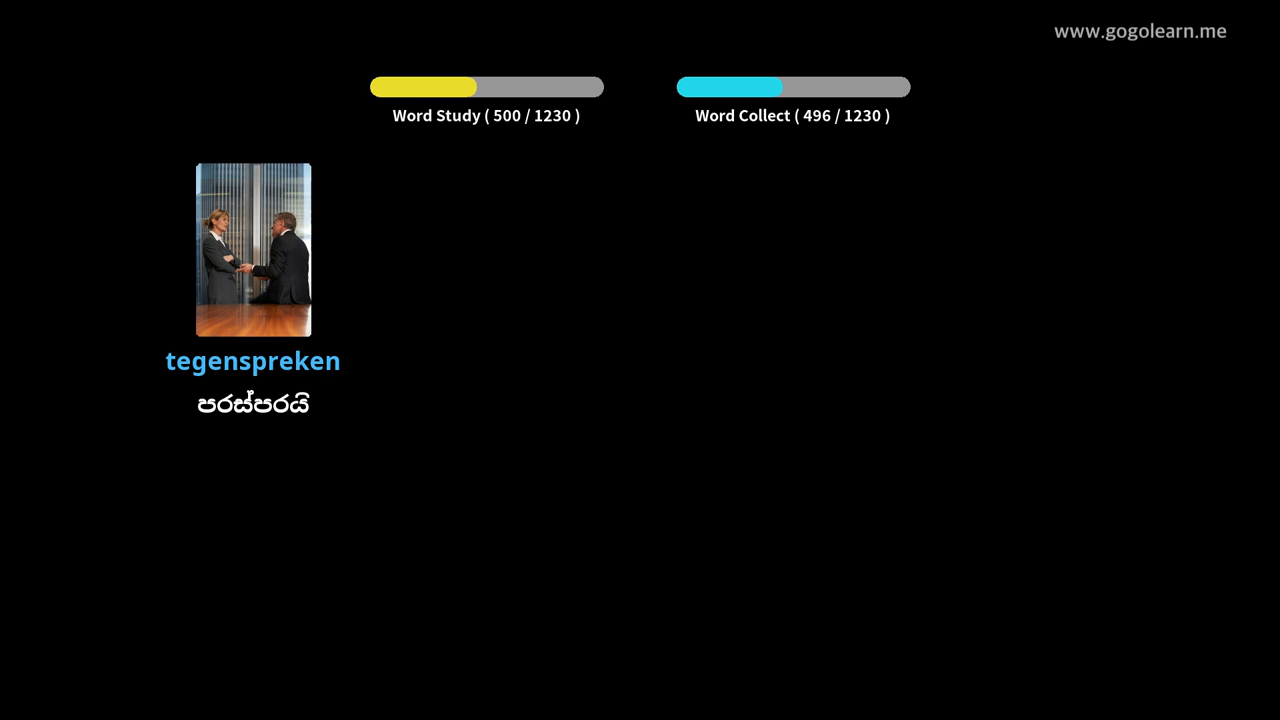 www.gogolearn.me
Word Study ( 500 / 1230 )
Word Collect ( 496 / 1230 )
tegenspreken
පරස්පරයි